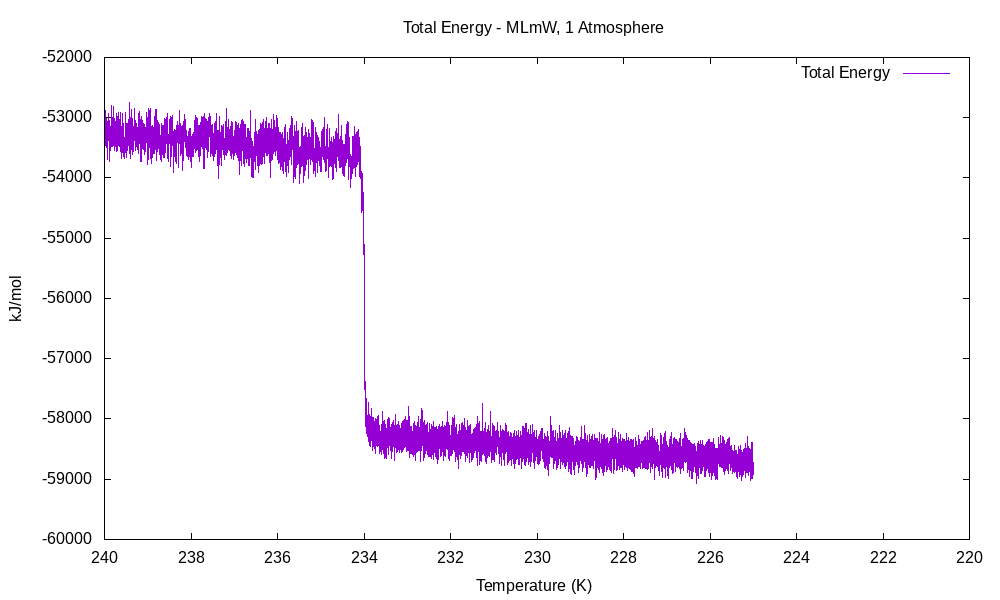 Total Energy - MLmW, 1 Atmosphere
Total Energy
kJ/mol
-52000
-53000
-54000
-55000
-56000
-57000
-58000
-59000
-60000
240 238 236 234 232 230 228 226 224 222 220
Temperature (K)